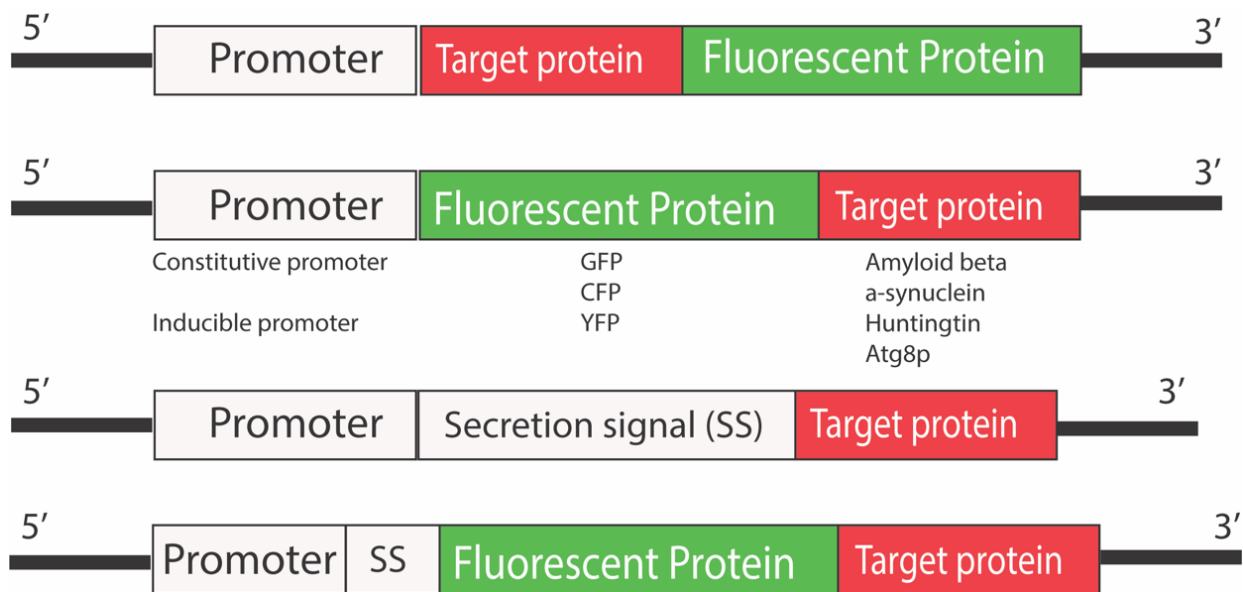 5’ 3’
Promoter Target protein Fluorescent Protein
5’ 3’
Promoter Fluorescent Protein Target protein
Constitutive promoter GFP Amyloid beta
CFP a-synuclein
Inducible promoter YFP Huntingtin
Atg8p
5’ 3’
Promoter Secretion signal (SS) Target protein
5’ 3’
Promoter SS Fluorescent Protein Target protein